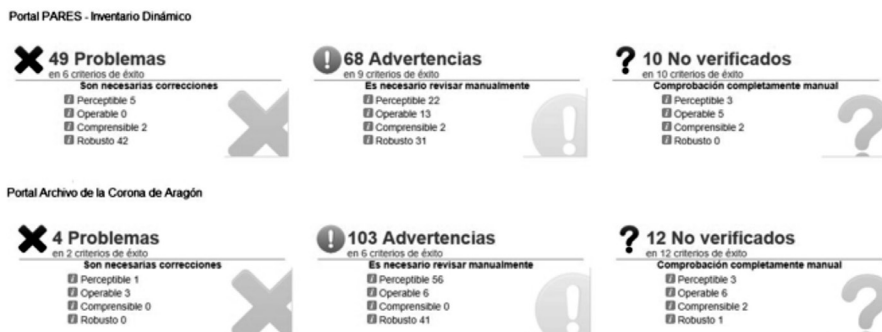 Portal PARES - Inventario Dinámico
49 Problemas
en 6 criterios de éxito
Son necesarias correcciones
Perceptible 5
Operable 0
Comprensible 2
Robusto 42
68 Advertencias
en 9 criterios de éxito
Es necesario revisar manualmente
Perceptible 22
Operable 13
Comprensible 2
Robusto 31
10 No verificados
en 10 criterios de éxito
Comprobación completamente manual
Perceptible 3
Operable 5
Comprensible 2
Robusto 0
Portal Archivo de la Corona de Aragón
4 Problemas
en 2 criterios de éxito
Son necesarias correcciones
Perceptible 1
Operable 3
Comprensible 0
Robusto 0
103 Advertencias
en 6 criterios de éxito
Es necesario revisar manualmente
Perceptible 56
Operable 6
Comprensible 0
Robusto 41
12 No verificados
en 12 criterios de éxito
Comprobación completamente manual
Perceptible 3
Operable 6
Comprensible 2
Robusto 1